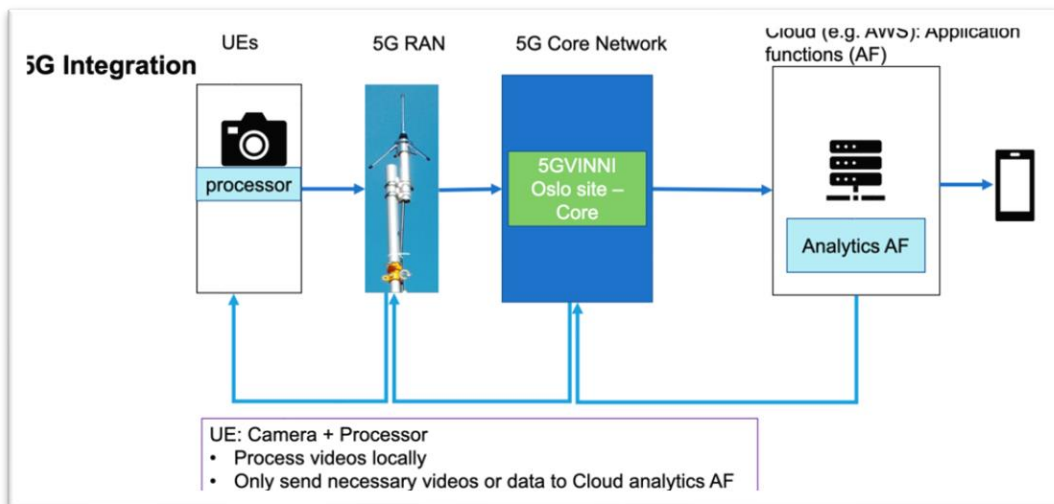 UEs
5G RAN
5G Core Network
Cloud (e.g. AWS): Application
functions (AF)
5G Integration
processor
5GVINNI
Oslo site –
Core
Analytics AF
UE: Camera + Processor
• Process videos locally
• Only send necessary videos or data to Cloud analytics AF